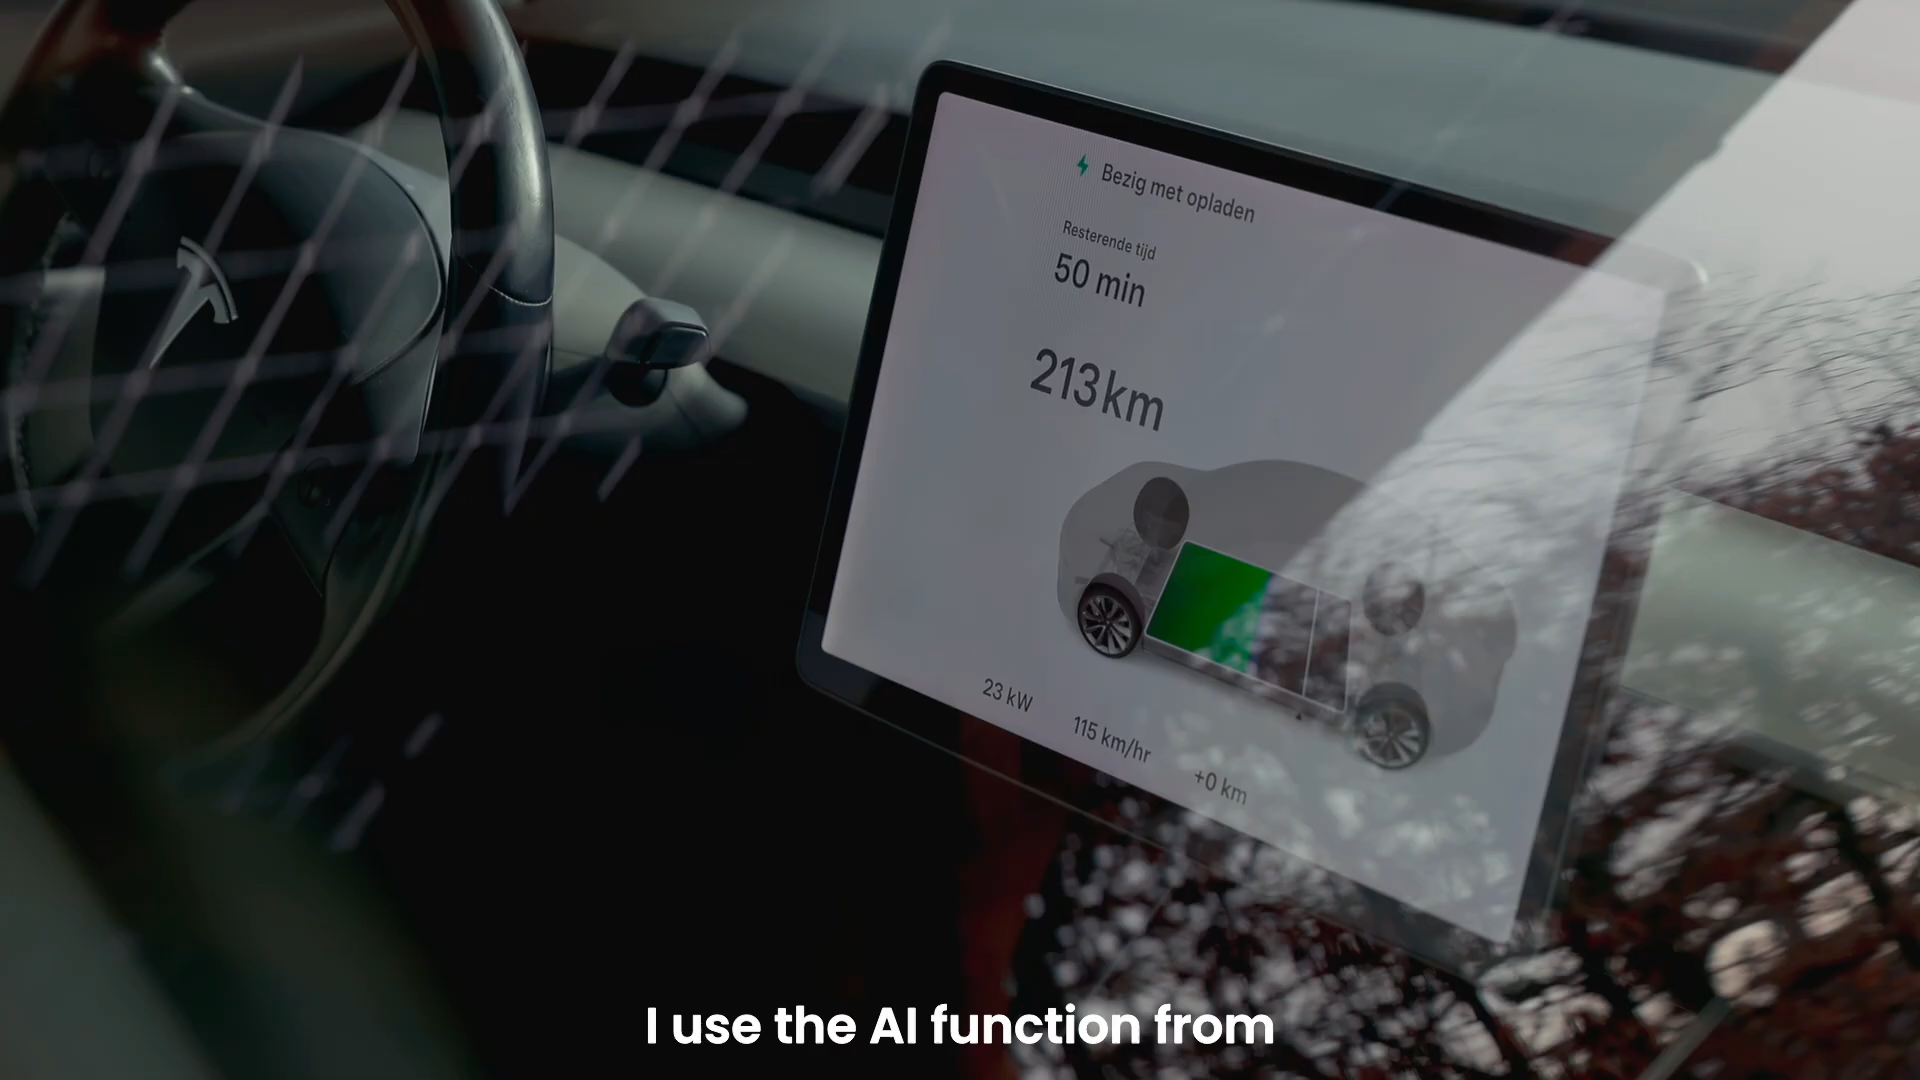 Bezig met opladen
Resterende tijd
50 min
213 km
23 kW
115 km/hr
+0 km
I use the AI function from